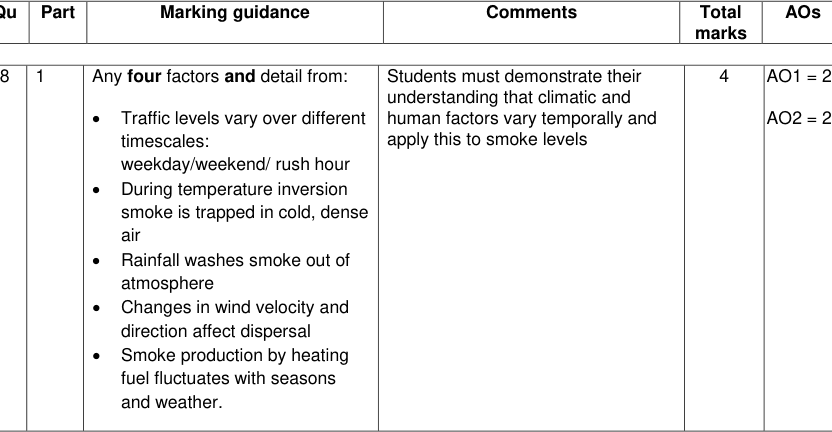 Qu Part Marking guidance Comments Total marks AOs
8 1 Any four factors and detail from:
• Traffic levels vary over different
timescales:
weekday/weekend/ rush hour
• During temperature inversion
smoke is trapped in cold, dense
air
• Rainfall washes smoke out of
atmosphere
• Changes in wind velocity and
direction affect dispersal
• Smoke production by heating
fuel fluctuates with seasons
and weather.
Students must demonstrate their
understanding that climatic and
human factors vary temporally and
apply this to smoke levels
4
AO1 = 2
AO2 = 2